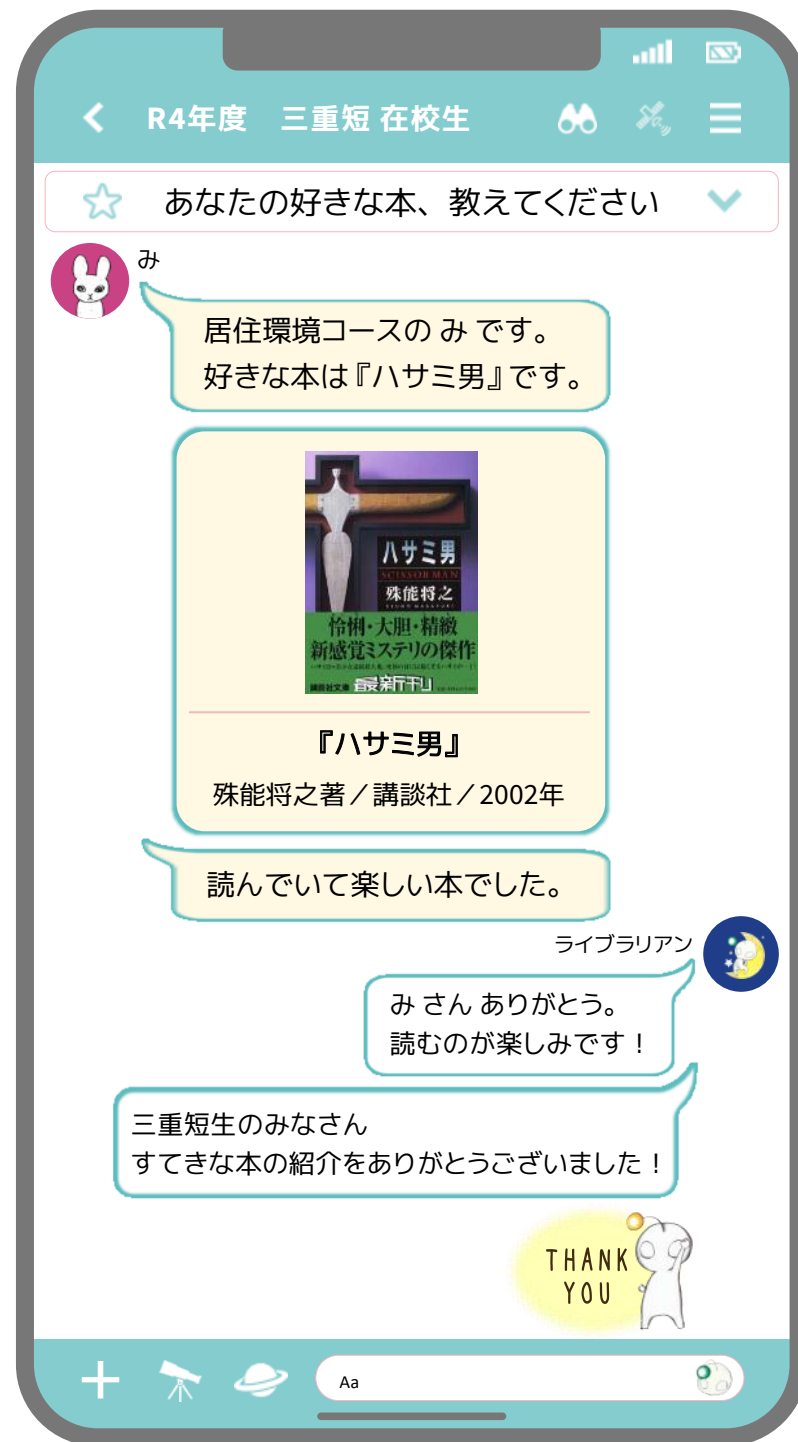 R4年度 三重短 在校生
あなたの好きな本、教えてください
み
居住環境コースの み です。
好きな本は『ハサミ男』です。
ハサミ男
SCISSOR MAN
殊能将之
怜悧・大胆・精緻
新感覚ミステリの傑作
講談社文庫 最新刊
『ハサミ男』
殊能将之著／講談社／2002年
読んでいて楽しい本でした。
ライブラリアン
み さん ありがとう。
読むのが楽しみです！
三重短生のみなさん
すてきな本の紹介をありがとうございました！
THANK
YOU
Aa